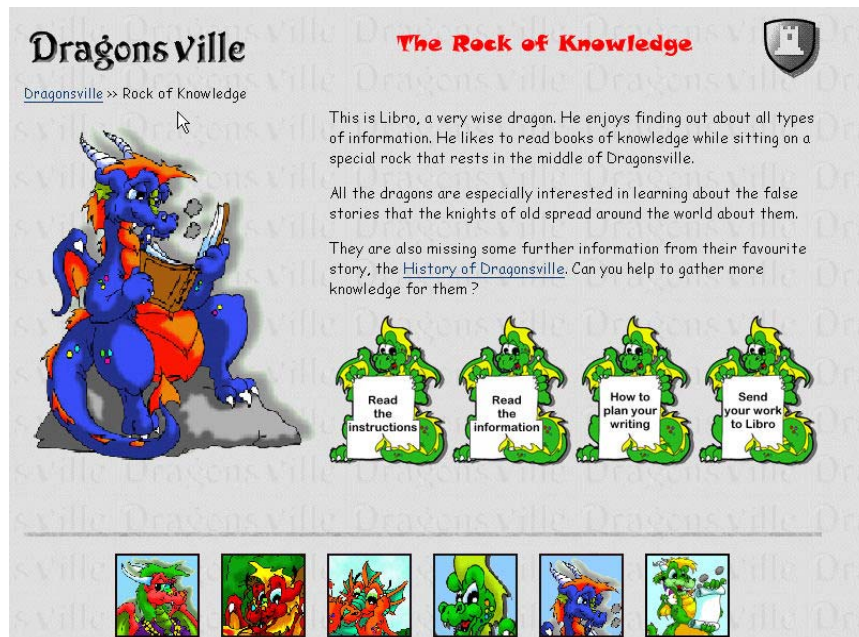 Dragonsville
The Rock of Knowledge
Dragonsville >> Rock of Knowledge
This is Libro, a very wise dragon. He enjoys finding out about all types
of information. He likes to read books of knowledge while sitting on a
special rock that rests in the middle of Dragonsville.
All the dragons are especially interested in learning about the false
stories that the knights of old spread around the world about them.
They are also missing some further information from their favourite
story, the History of Dragonsville. Can you help to gather more
knowledge for them ?
Read
the
instructions
Read
the
information
How to
plan your
writing
Send
your work
to Libro